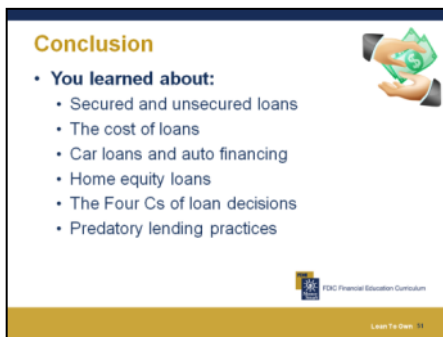 Conclusion
• You learned about:
• Secured and unsecured loans
• The cost of loans
• Car loans and auto financing
• Home equity loans
• The Four Cs of loan decisions
• Predatory lending practices
FDIC Financial Education Curriculum
Loan To Own